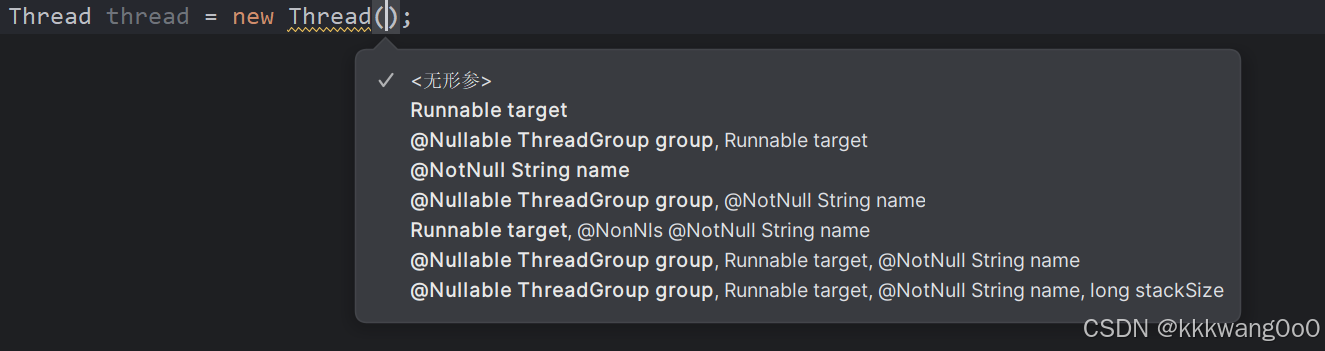 Thread thread = new Thread();
<无形参>
Runnable target
@Nullable ThreadGroup group, Runnable target
@NotNull String name
@Nullable ThreadGroup group, @NotNull String name
Runnable target, @NonNls @NotNull String name
@Nullable ThreadGroup group, Runnable target, @NotNull String name
@Nullable ThreadGroup group, Runnable target, @NotNull String name, long stackSize
CSDN @kkkwang0o0